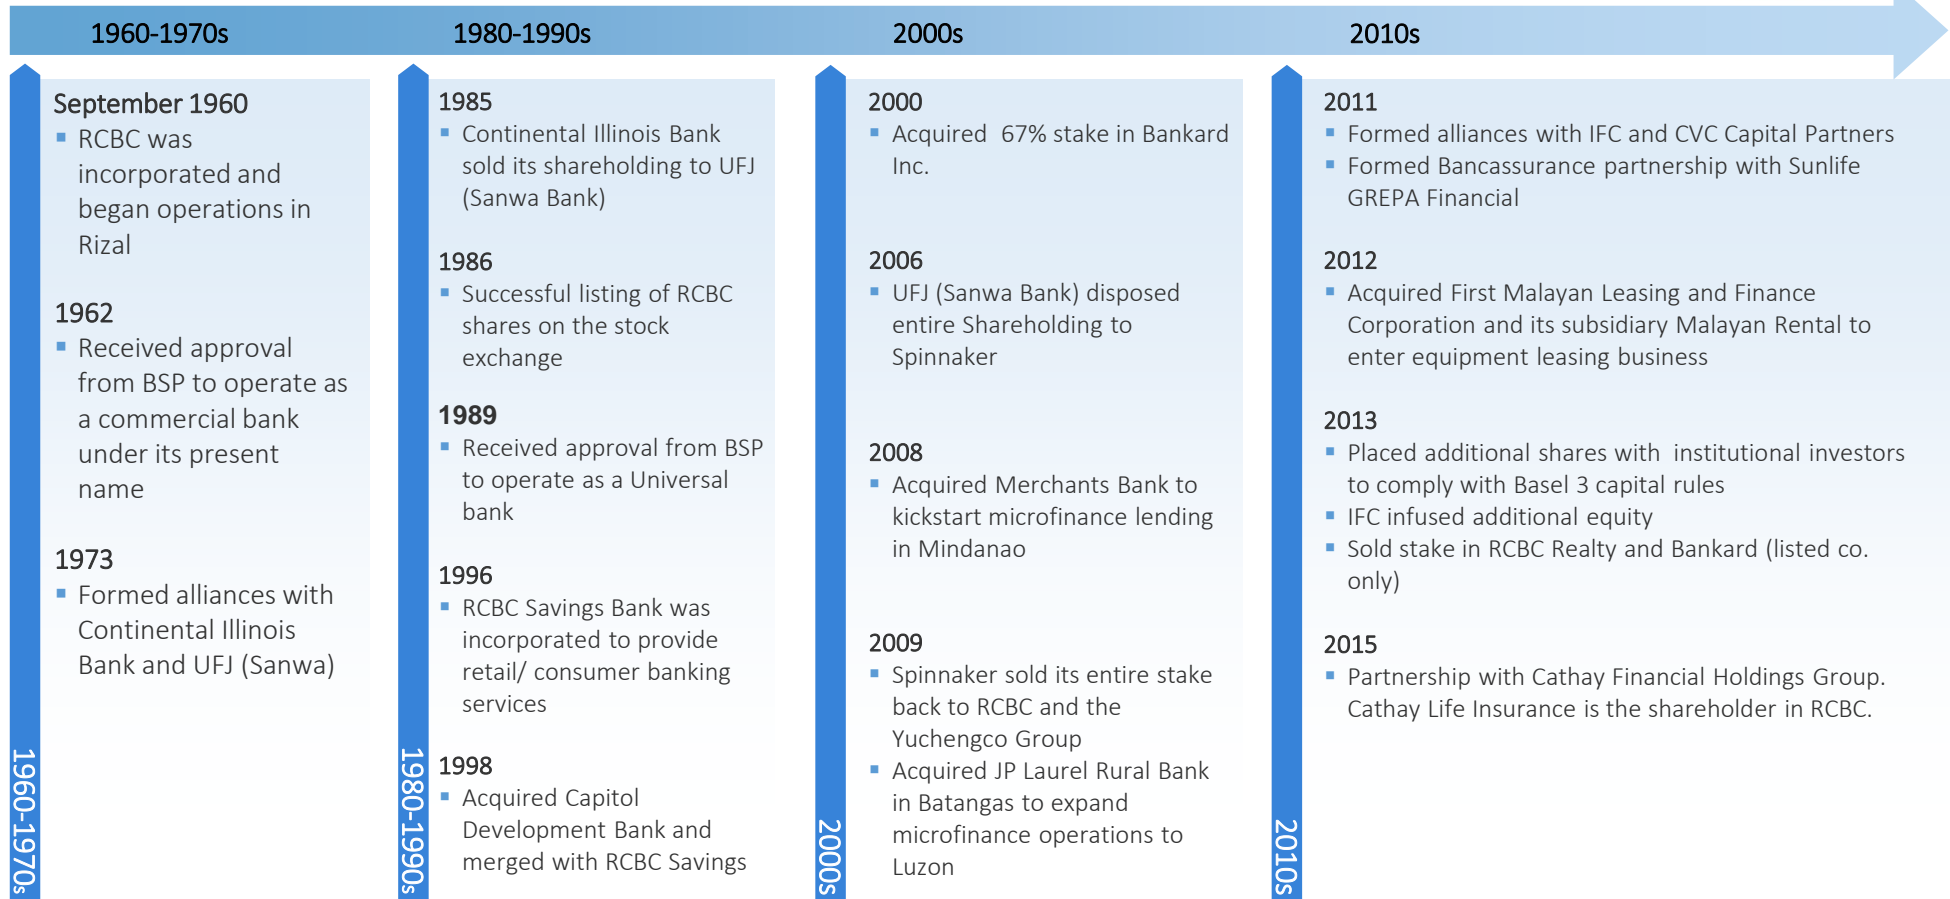 1960-1970s
1980-1990s
2000s
2010s
September 1960
▪ RCBC was
incorporated and
began operations in
Rizal
1962
▪ Received approval
from BSP to operate as
a commercial bank
under its present
name
1973
▪ Formed alliances with
Continental Illinois
Bank and UFJ (Sanwa)
1960-1970s
1985
▪ Continental Illinois Bank
sold its shareholding to UFJ
(Sanwa Bank)
1986
▪ Successful listing of RCBC
shares on the stock
exchange
1989
▪ Received approval from BSP
to operate as a Universal
bank
1996
▪ RCBC Savings Bank was
incorporated to provide
retail/ consumer banking
services
1998
▪ Acquired Capitol
Development Bank and
merged with RCBC Savings
1980-1990s
2000
▪ Acquired 67% stake in Bankard
Inc.
2006
▪ UFJ (Sanwa Bank) disposed
entire Shareholding to
Spinnaker
2008
▪ Acquired Merchants Bank to
kickstart microfinance lending
in Mindanao
2009
▪ Spinnaker sold its entire stake
back to RCBC and the
Yuchengco Group
▪ Acquired JP Laurel Rural Bank
in Batangas to expand
microfinance operations to
Luzon
2000s
2011
▪ Formed alliances with IFC and CVC Capital Partners
▪ Formed Bancassurance partnership with Sunlife
GREPA Financial
2012
▪ Acquired First Malayan Leasing and Finance
Corporation and its subsidiary Malayan Rental to
enter equipment leasing business
2013
▪ Placed additional shares with institutional investors
to comply with Basel 3 capital rules
▪ IFC infused additional equity
▪ Sold stake in RCBC Realty and Bankard (listed co.
only)
2015
▪ Partnership with Cathay Financial Holdings Group.
Cathay Life Insurance is the shareholder in RCBC.
2010s